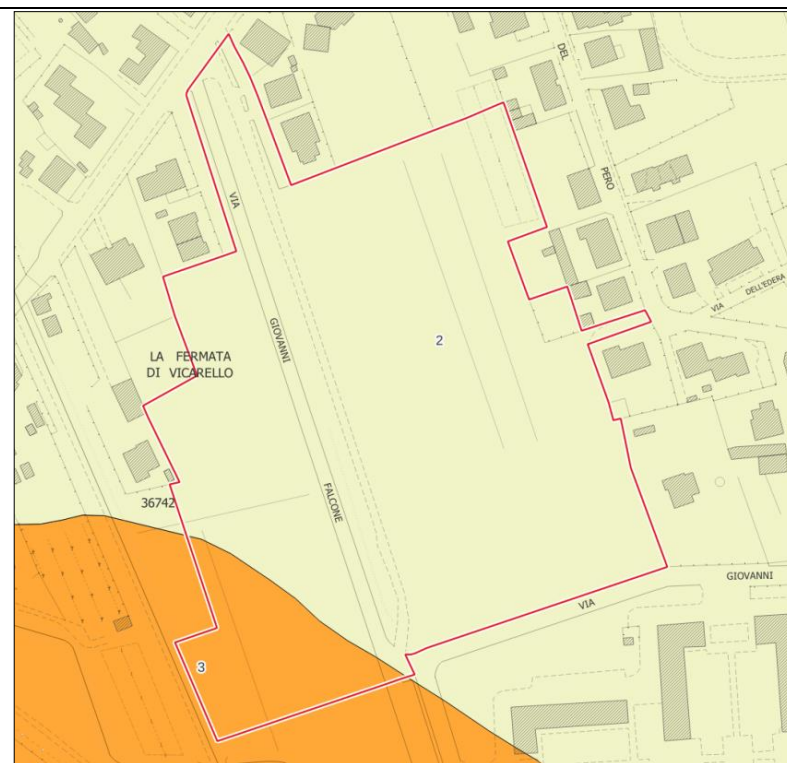 DEL
PERO
VIA
DELL'EDERA
VIA
GIOVANNI
2
LA FERMATA
DI VICARELLO
36742
FALCONE
GIOVANNI
VIA
3